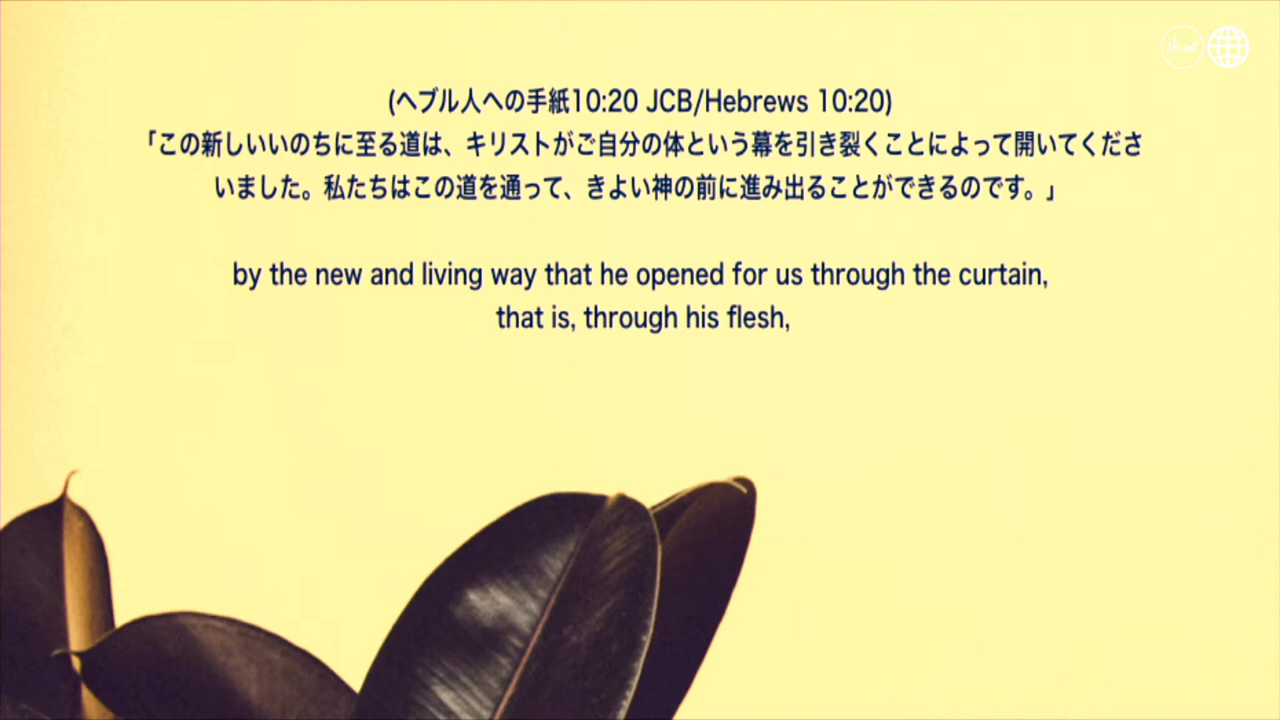 (ヘブル人への手紙10:20 JCB/Hebrews 10:20)
「この新しいいのちに至る道は、キリストがご自分の体という幕を引き裂くことによって開いてくださ
いました。私たちはこの道を通って、きよい神の前に進み出ることができるのです。」
by the new and living way that he opened for us through the curtain,
that is, through his flesh,